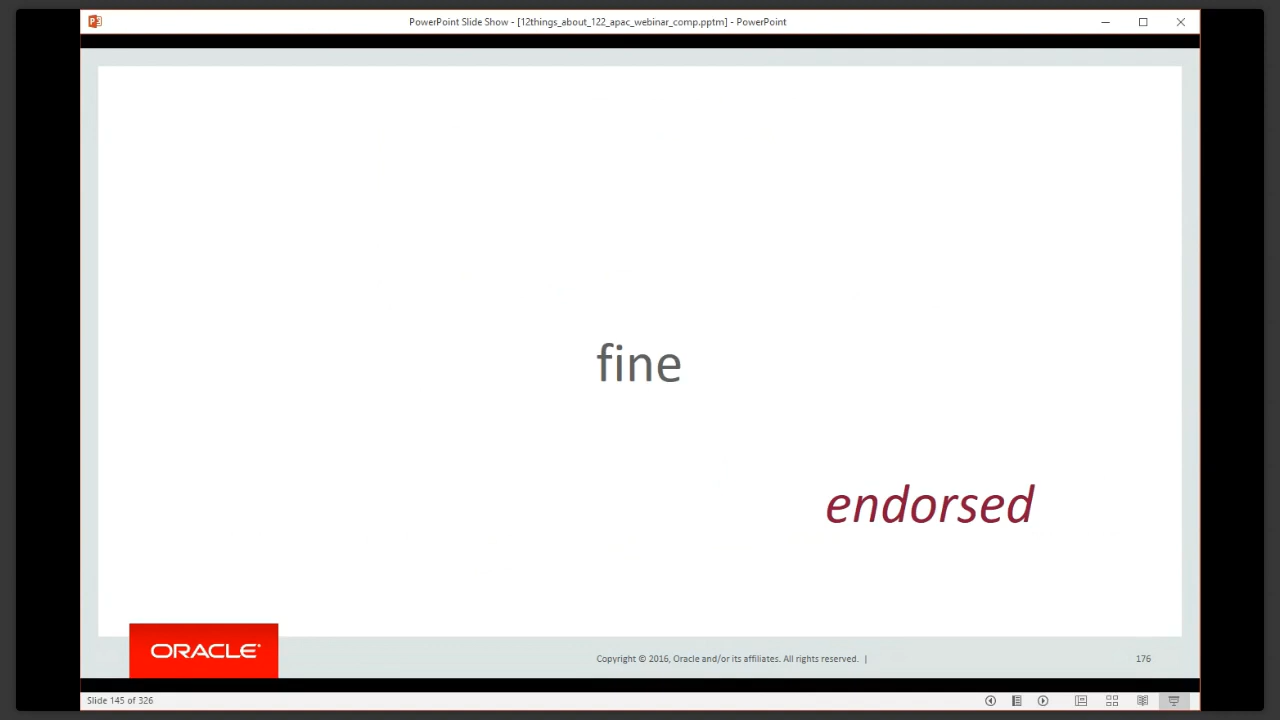 PowerPoint Slide Show - [12things_about_122_apac_webinar_comp.pptm] - PowerPoint
fine
endorsed
ORACLE
Copyright © 2016, Oracle and/or its affiliates. All rights reserved. |
176
Slide 145 of 326